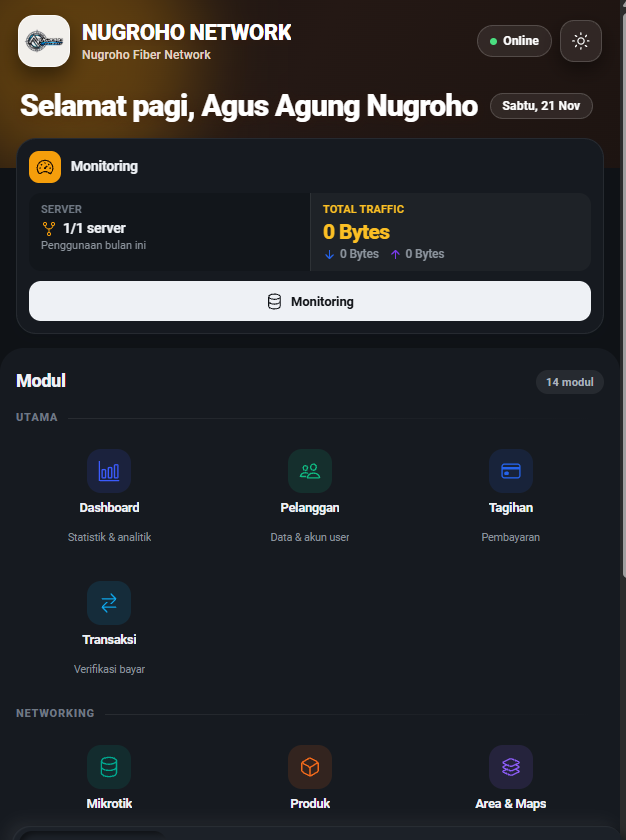 NUGROHO NETWORK
Nugroho Fiber Network
Online
Selamat pagi, Agus Agung Nugroho
Sabtu, 21 Nov
Monitoring
SERVER
1/1 server
Penggunaan bulan ini
TOTAL TRAFFIC
0 Bytes
0 Bytes 0 Bytes
Monitoring
Modul
14 modul
UTAMA
Dashboard
Statistik & analitik
Pelanggan
Data & akun user
Tagihan
Pembayaran
Transaksi
Verifikasi bayar
NETWORKING
Mikrotik
Produk
Area & Maps